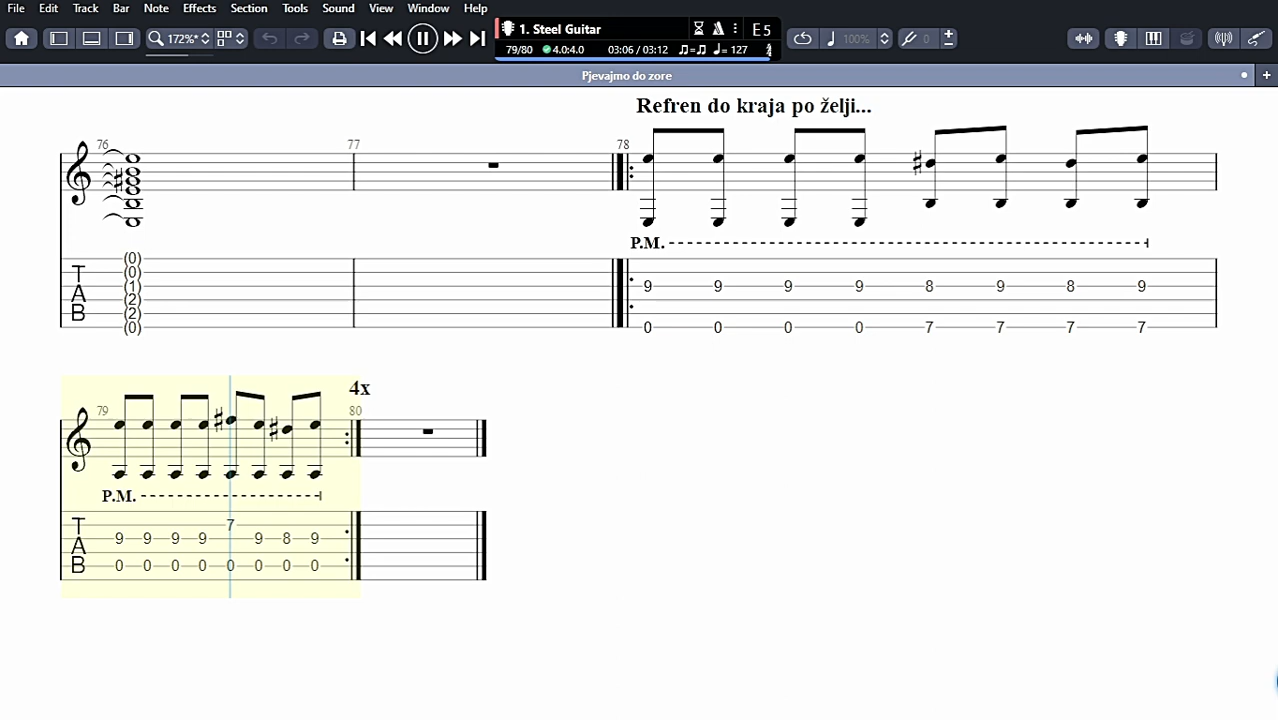 File Edit Track Bar Note Effects Section Tools Sound View Window Help
172%
1. Steel Guitar E5
100% 0
79/80 4.0:4.0 03:06 / 03:12 ♫=♫ ♩= 127
Pjevajmo do zore
Refren do kraja po želji...
76 77 78
P.M.
T (0) (0) (1) (2) (2) (0)
A
B
9 9 9 9 8 9 8 9
0 0 0 0 7 7 7 7
4x
79 80
P.M.
T 7
A 9 9 9 9 9 8 9
B 0 0 0 0 0 0 0 0